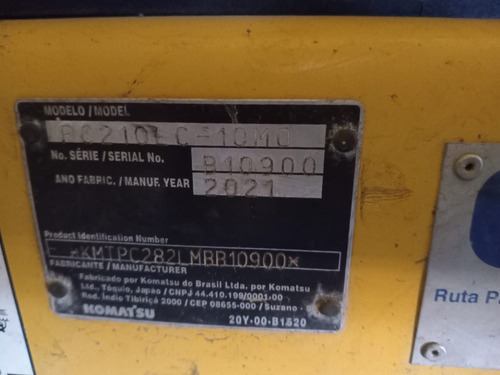 MODELO / MODEL
PC210LC-10M0
No. SÉRIE / SERIAL No.
B10900
ANO FABRIC. / MANUF. YEAR
2021
Product Identification Number
*KMTPC282LMBB10900*
FABRICANTE / MANUFACTURER
Fabricado por Komatsu do Brasil Ltda. por Komatsu
Ltd., Tóquio, Japão / CNPJ 44.410.199/0001-00
Rod. Índio Tibiriçá 2000 / CEP 08655-000 / Suzano -
KOMATSU
20Y-00-B1520
Ruta P